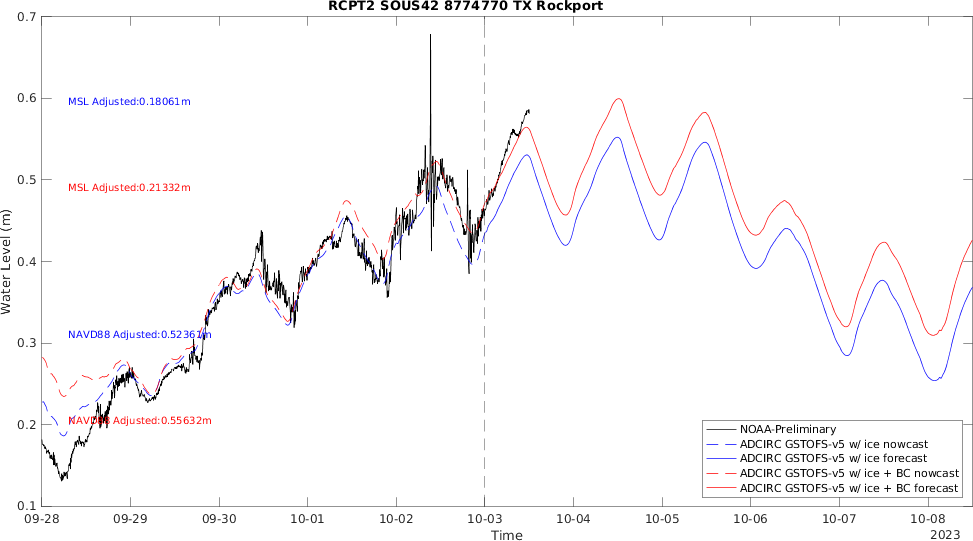 RCPT2 SOUS42 8774770 TX Rockport
0.7
0.6
0.5
0.4
0.3
0.2
0.1
Water Level (m)
MSL Adjusted:0.18061m
MSL Adjusted:0.21332m
NAVD88 Adjusted:0.52361m
NAVD88 Adjusted:0.55632m
NOAA-Preliminary
ADCIRC GSTOFS-v5 w/ ice nowcast
ADCIRC GSTOFS-v5 w/ ice forecast
ADCIRC GSTOFS-v5 w/ ice + BC nowcast
ADCIRC GSTOFS-v5 w/ ice + BC forecast
09-28 09-29 09-30 10-01 10-02 10-03 10-04 10-05 10-06 10-07 10-08
Time
2023